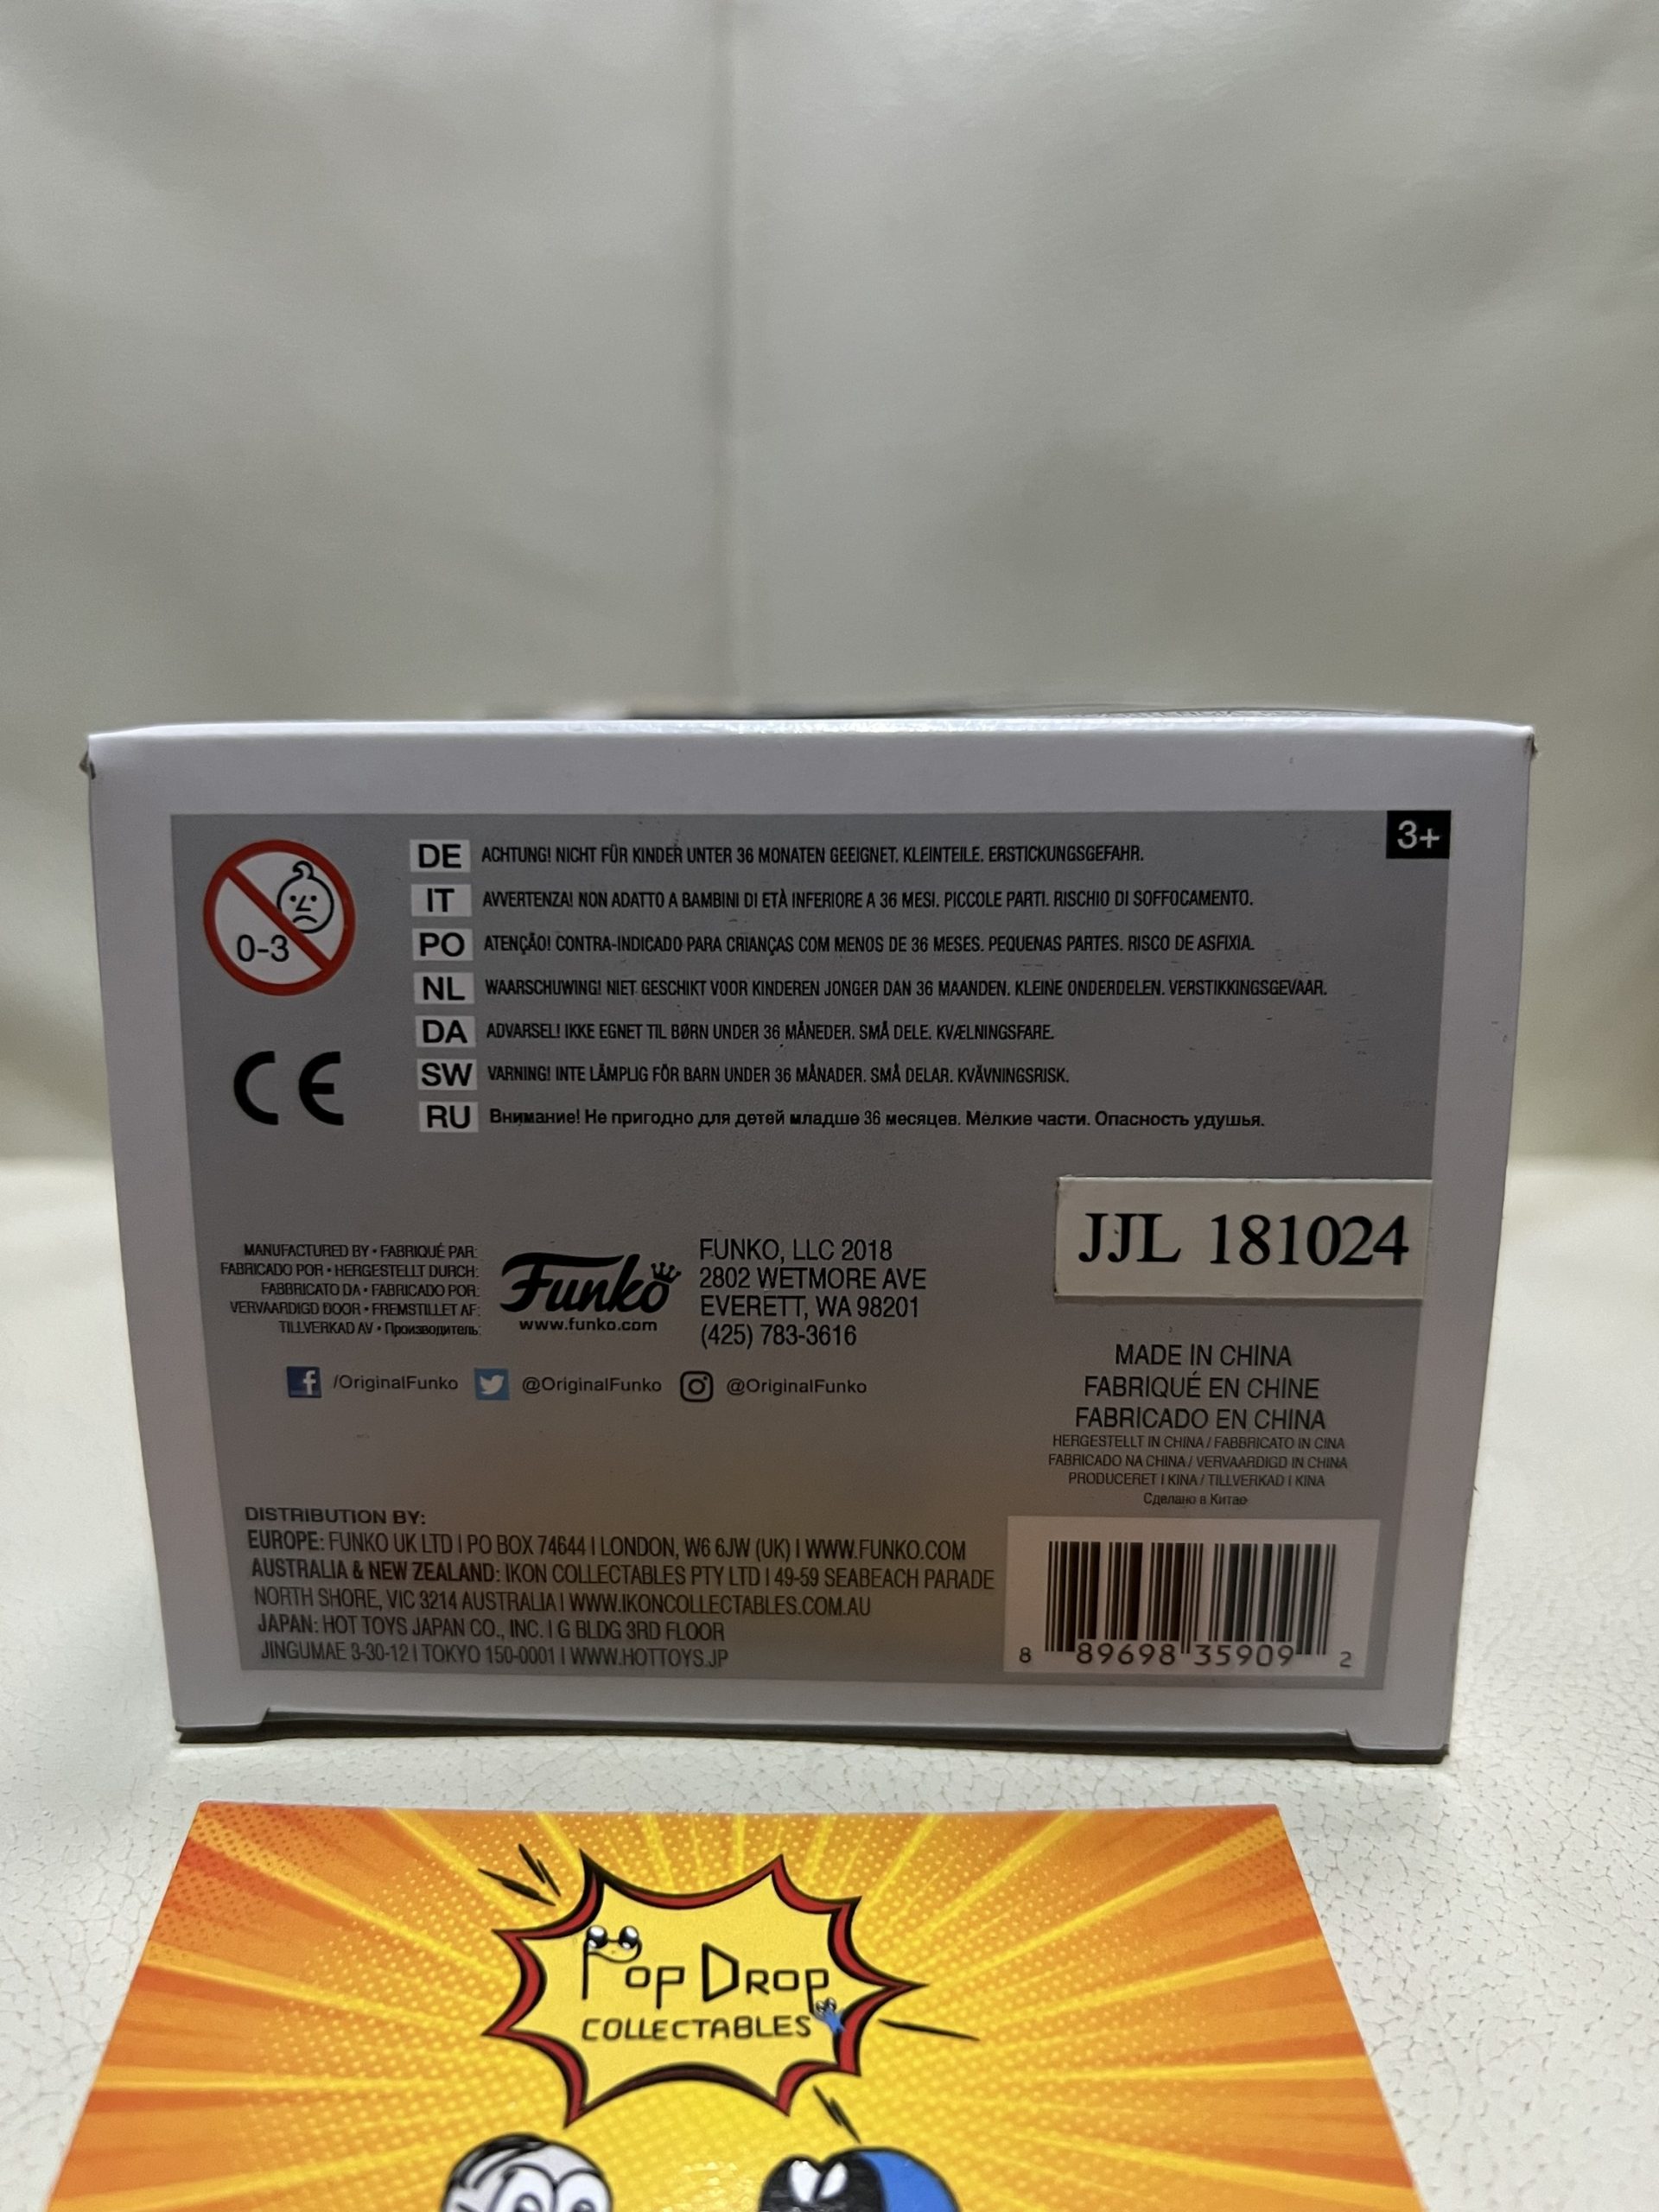 3+
0-3
DE ACHTUNG! NICHT FÜR KINDER UNTER 36 MONATEN GEEIGNET. KLEINTEILE. ERSTICKUNGSGEFAHR.
IT AVVERTENZA! NON ADATTO A BAMBINI DI ETÀ INFERIORE A 36 MESI. PICCOLE PARTI. RISCHIO DI SOFFOCAMENTO.
PO ATENÇÃO! CONTRA-INDICADO PARA CRIANÇAS COM MENOS DE 36 MESES. PEQUENAS PARTES. RISCO DE ASFIXIA.
NL WAARSCHUWING! NIET GESCHIKT VOOR KINDEREN JONGER DAN 36 MAANDEN. KLEINE ONDERDELEN. VERSTIKKINGSGEVAAR.
DA ADVARSEL! IKKE EGNET TIL BØRN UNDER 36 MÅNEDER. SMÅ DELE. KVÆLNINGSFARE.
SW VARNING! INTE LÄMPLIG FÖR BARN UNDER 36 MÅNADER. SMÅ DELAR. KVÄVNINGSRISK.
RU Внимание! Не пригодно для детей младше 36 месяцев. Мелкие части. Опасность удушья.
CE
JJL 181024
MANUFACTURED BY • FABRIQUÉ PAR:
FABRICADO POR • HERGESTELLT DURCH:
FABBRICATO DA • FABRICADO POR:
VERVAARDIGD DOOR • FREMSTILLET AF:
TILLVERKAD AV • Производитель:
Funko
www.funko.com
FUNKO, LLC 2018
2802 WETMORE AVE
EVERETT, WA 98201
(425) 783-3616
/OriginalFunko @OriginalFunko @OriginalFunko
MADE IN CHINA
FABRIQUÉ EN CHINE
FABRICADO EN CHINA
HERGESTELLT IN CHINA / FABBRICATO IN CINA
FABRICADO NA CHINA / VERVAARDIGD IN CHINA
PRODUCERET I KINA / TILLVERKAD I KINA
Сделано в Китае
DISTRIBUTION BY:
EUROPE: FUNKO UK LTD | PO BOX 74644 | LONDON, W6 6JW (UK) | WWW.FUNKO.COM
AUSTRALIA & NEW ZEALAND: IKON COLLECTABLES PTY LTD | 49-59 SEABEACH PARADE
NORTH SHORE, VIC 3214 AUSTRALIA | WWW.IKONCOLLECTABLES.COM.AU
JAPAN: HOT TOYS JAPAN CO., INC. | G BLDG 3RD FLOOR
JINGUMAE 3-30-12 | TOKYO 150-0001 | WWW.HOTTOYS.JP
8 89698 35909 2
POP DROP
COLLECTABLES